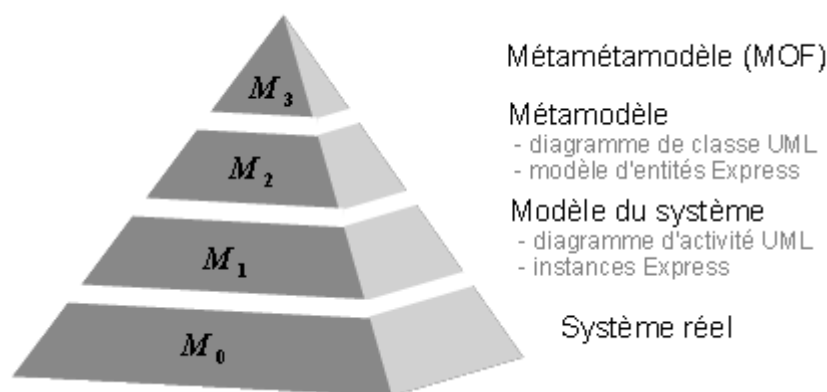 M3
Métamétamodèle (MOF)
M2
Métamodèle
- diagramme de classe UML
- modèle d'entités Express
M1
Modèle du système
- diagramme d'activité UML
- instances Express
M0
Système réel